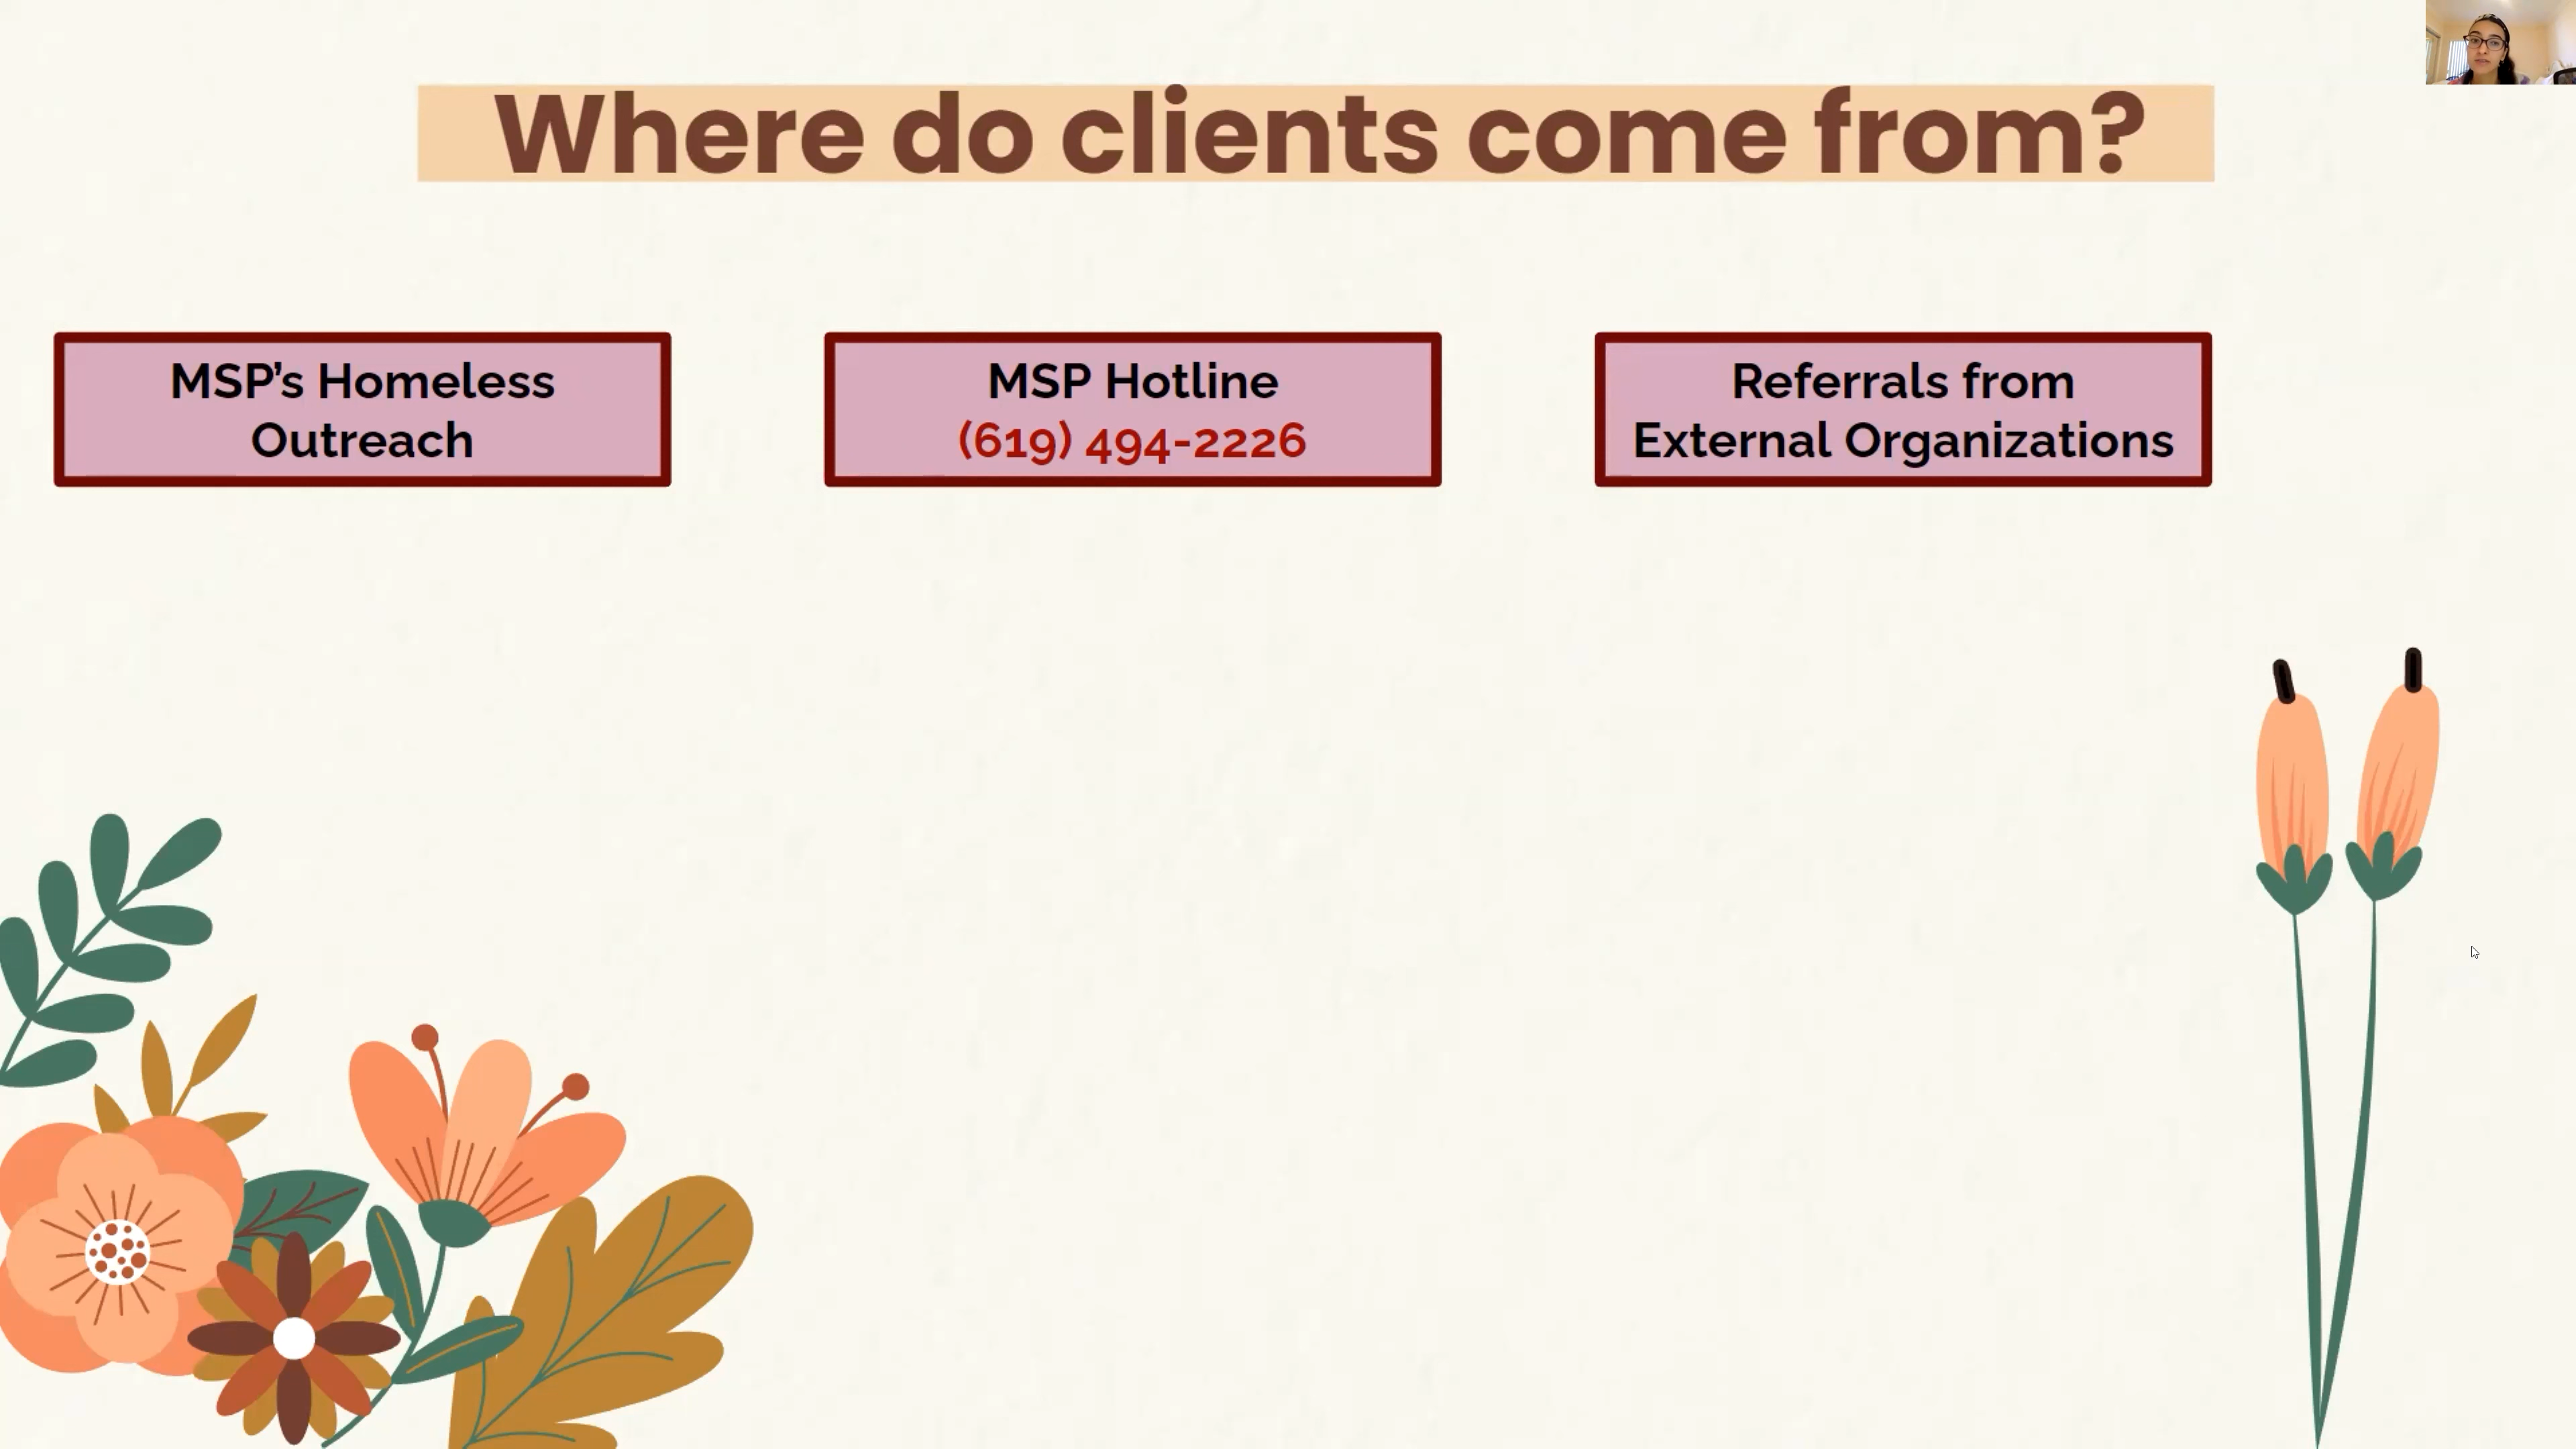 Where do clients come from?
MSP’s Homeless
Outreach
MSP Hotline
(619) 494-2226
Referrals from
External Organizations